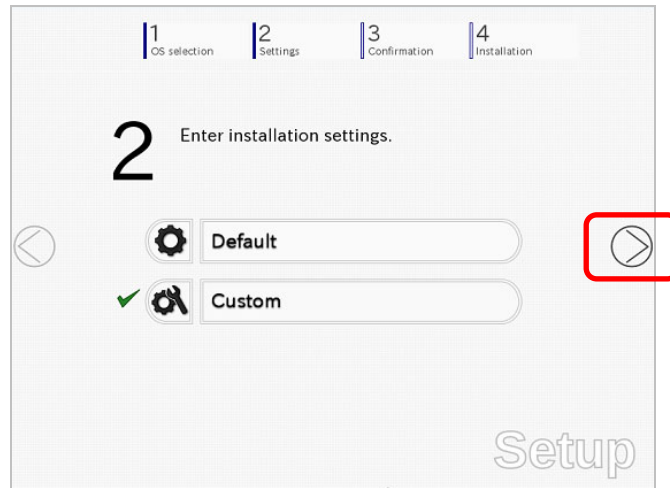 1 2 3 4
OS selection Settings Confirmation Installation
2 Enter installation settings.
Default
Custom
Setup